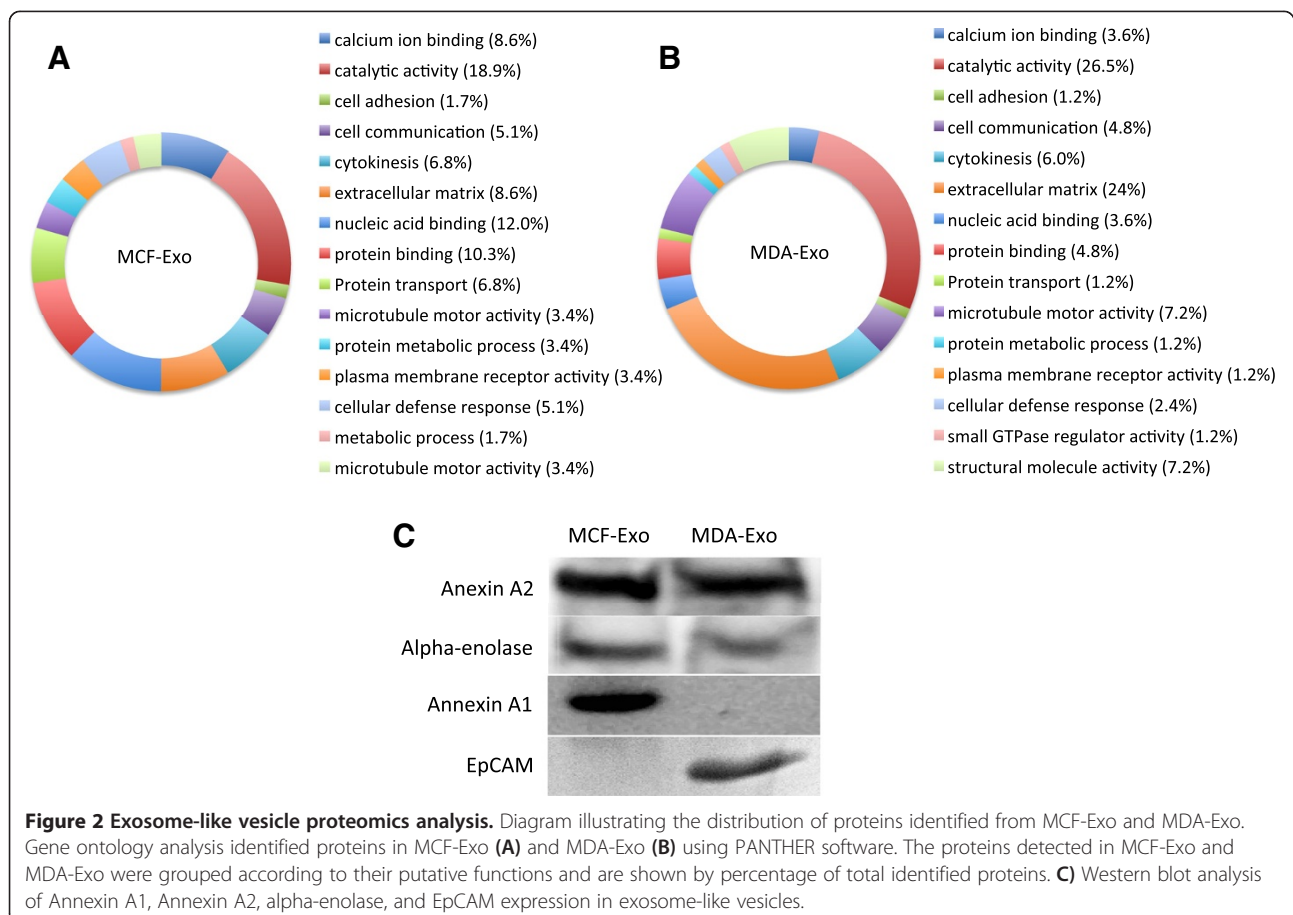 A
calcium ion binding (8.6%)
catalytic activity (18.9%)
cell adhesion (1.7%)
cell communication (5.1%)
cytokinesis (6.8%)
extracellular matrix (8.6%)
nucleic acid binding (12.0%)
protein binding (10.3%)
Protein transport (6.8%)
microtubule motor activity (3.4%)
protein metabolic process (3.4%)
plasma membrane receptor activity (3.4%)
cellular defense response (5.1%)
metabolic process (1.7%)
microtubule motor activity (3.4%)
MCF-Exo
B
calcium ion binding (3.6%)
catalytic activity (26.5%)
cell adhesion (1.2%)
cell communication (4.8%)
cytokinesis (6.0%)
extracellular matrix (24%)
nucleic acid binding (3.6%)
protein binding (4.8%)
Protein transport (1.2%)
microtubule motor activity (7.2%)
protein metabolic process (1.2%)
plasma membrane receptor activity (1.2%)
cellular defense response (2.4%)
small GTPase regulator activity (1.2%)
structural molecule activity (7.2%)
MDA-Exo
C
MCF-Exo MDA-Exo
Anexin A2
Alpha-enolase
Annexin A1
EpCAM
Figure 2 Exosome-like vesicle proteomics analysis. Diagram illustrating the distribution of proteins identified from MCF-Exo and MDA-Exo.
Gene ontology analysis identified proteins in MCF-Exo (A) and MDA-Exo (B) using PANTHER software. The proteins detected in MCF-Exo and
MDA-Exo were grouped according to their putative functions and are shown by percentage of total identified proteins. C) Western blot analysis
of Annexin A1, Annexin A2, alpha-enolase, and EpCAM expression in exosome-like vesicles.